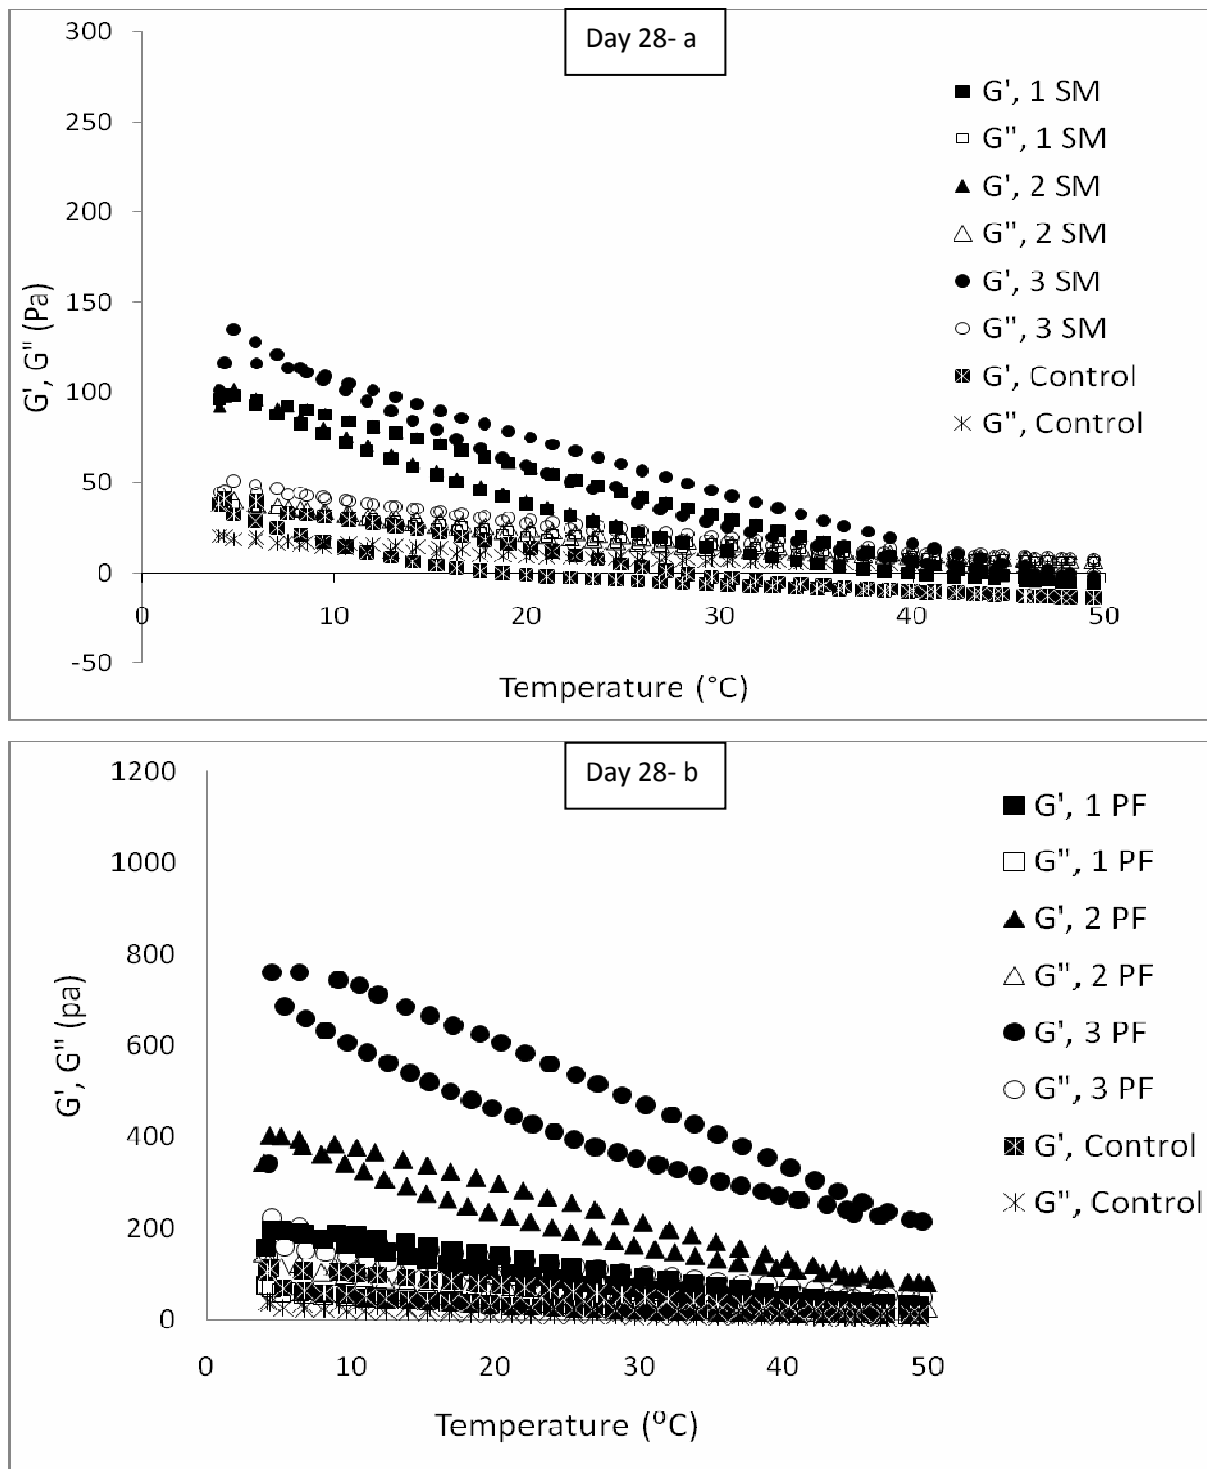 Day 28- a
300
250
200
150
100
50
0
-50
G', G" (Pa)
0 10 20 30 40 50
Temperature (˚C)
G', 1 SM
G", 1 SM
G', 2 SM
G", 2 SM
G', 3 SM
G", 3 SM
G', Control
G", Control
Day 28- b
1200
1000
800
600
400
200
0
G', G" (pa)
0 10 20 30 40 50
Temperature (⁰C)
G', 1 PF
G", 1 PF
G', 2 PF
G", 2 PF
G', 3 PF
G", 3 PF
G', Control
G", Control